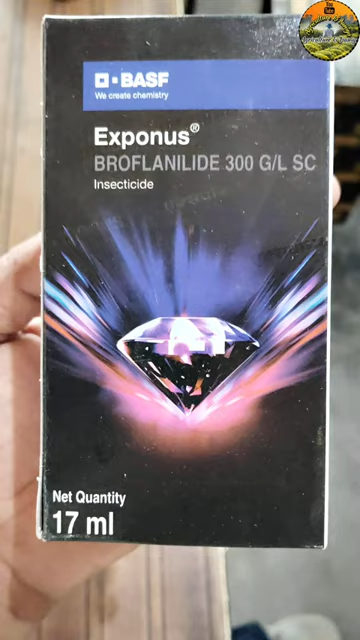 BASF
We create chemistry
Exponus®
BROFLANILIDE 300 G/L SC
Insecticide
Net Quantity
17 ml